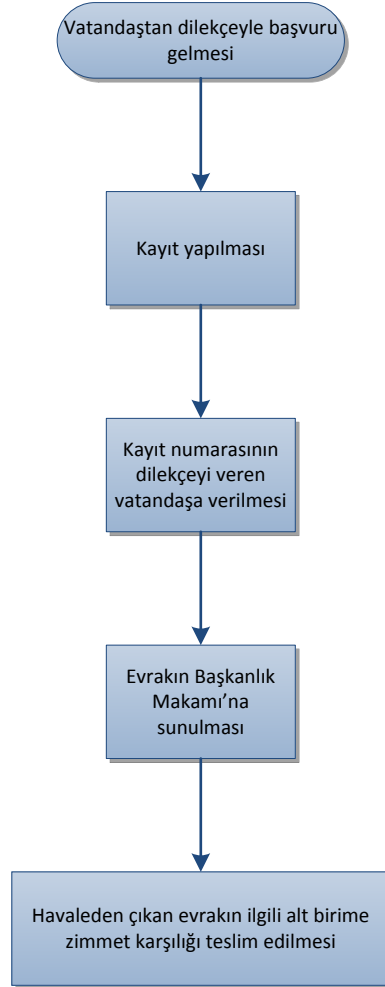 Vatandaştan dilekçeyle başvuru
gelmesi
Kayıt yapılması
Kayıt numarasının
dilekçeyi veren
vatandaşa verilmesi
Evrakın Başkanlık
Makamı’na
sunulması
Havaleden çıkan evrakın ilgili alt birime
zimmet karşılığı teslim edilmesi